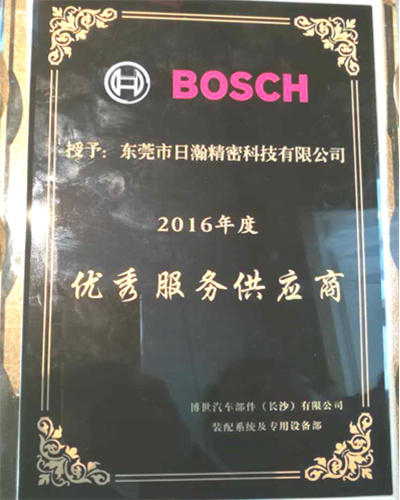 BOSCH
授予：东莞市日瀚精密科技有限公司
2016年度
优秀服务供应商
博世汽车部件（长沙）有限公司
装配系统及专用设备部